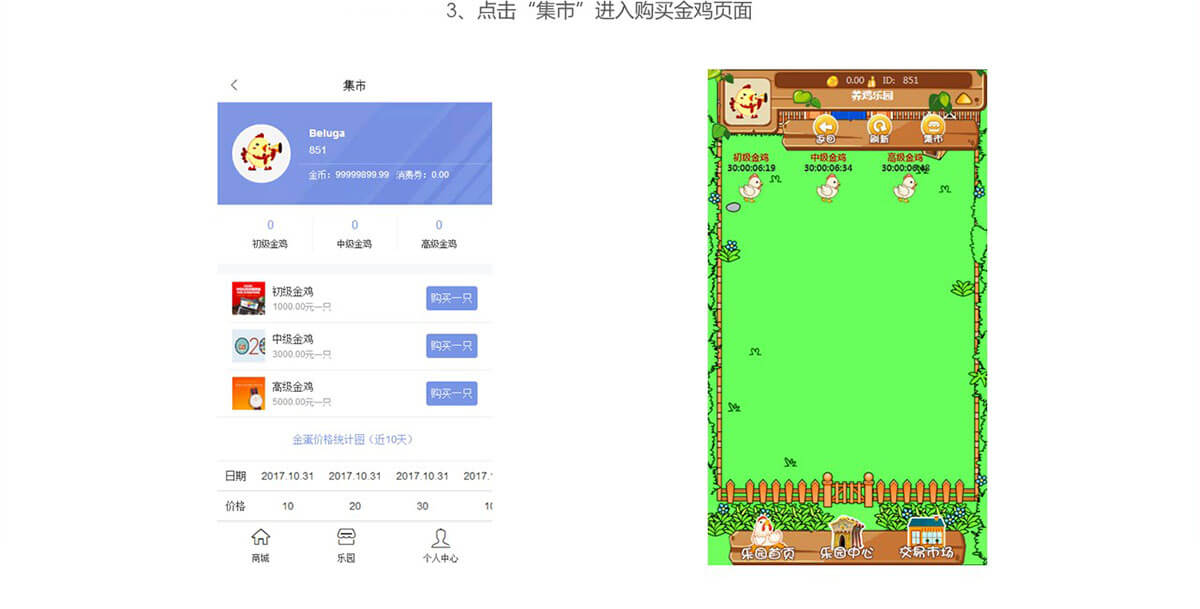 3、点击“集市”进入购买金鸡页面
集市
Beluga
851
金币：99999899.99 消费券：0.00
0 0 0
初级金鸡 中级金鸡 高级金鸡
初级金鸡
1000.00元一只
购买一只
中级金鸡
3000.00元一只
购买一只
高级金鸡
5000.00元一只
购买一只
金蛋价格统计图（近10天）
日期 2017.10.31 2017.10.31 2017.10.31 2017.
价格 10 20 30 10
商城 乐园 个人中心
0.00 ID: 851
养鸡乐园
返回 刷新 集市
初级金鸡 中级金鸡 高级金鸡
30:00:06:19 30:00:06:34 30:00:06:48
乐园首页 乐园中心 交易市场